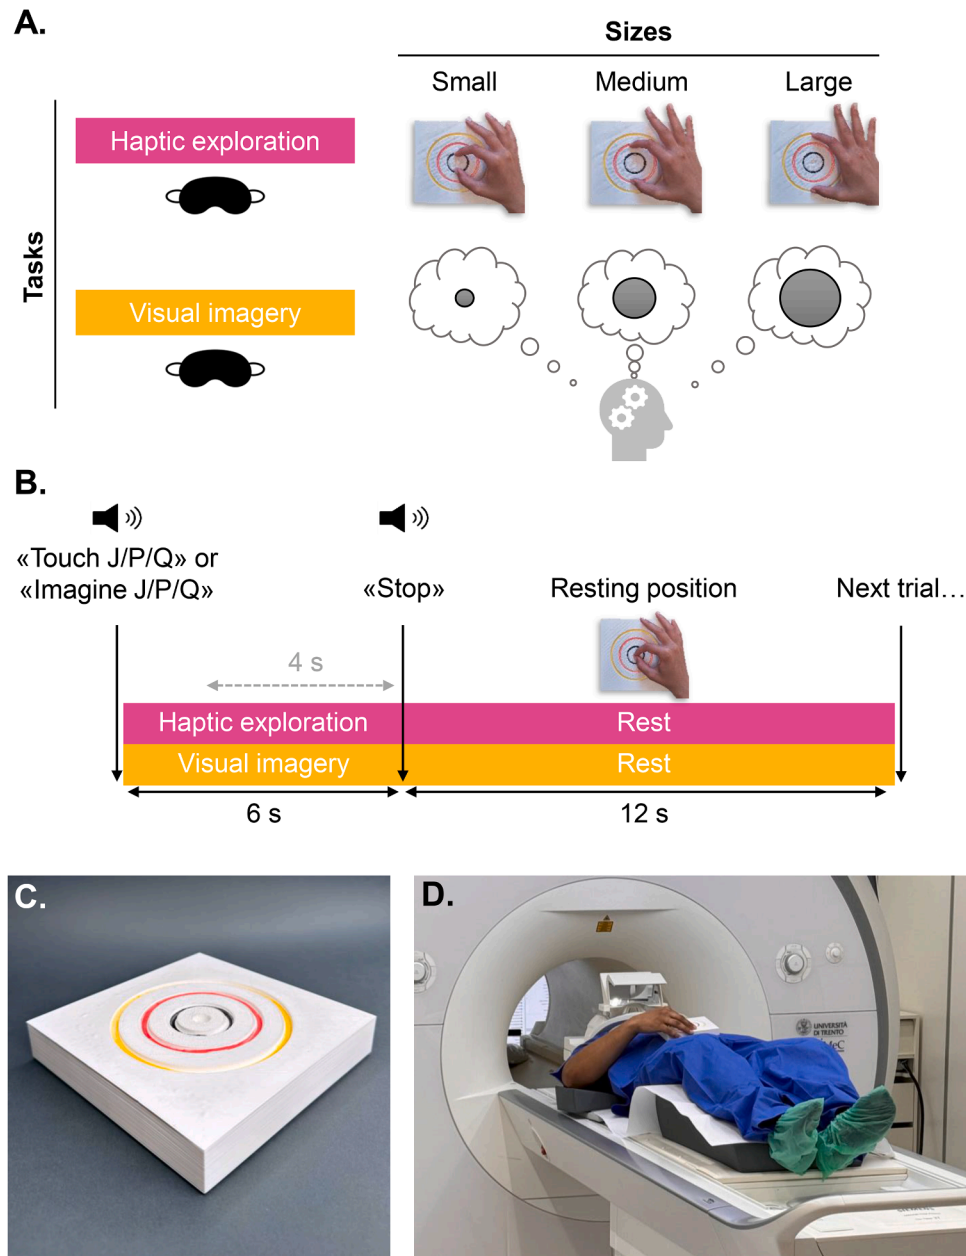 A.
Sizes
Small Medium Large
Tasks
Haptic exploration
Visual imagery
B.
«Touch J/P/Q» or
«Imagine J/P/Q»
«Stop»
Resting position
Next trial...
4 s
Haptic exploration Rest
Visual imagery Rest
6 s 12 s
C.
D.
UNIVERSITÀ
DI TRENTO